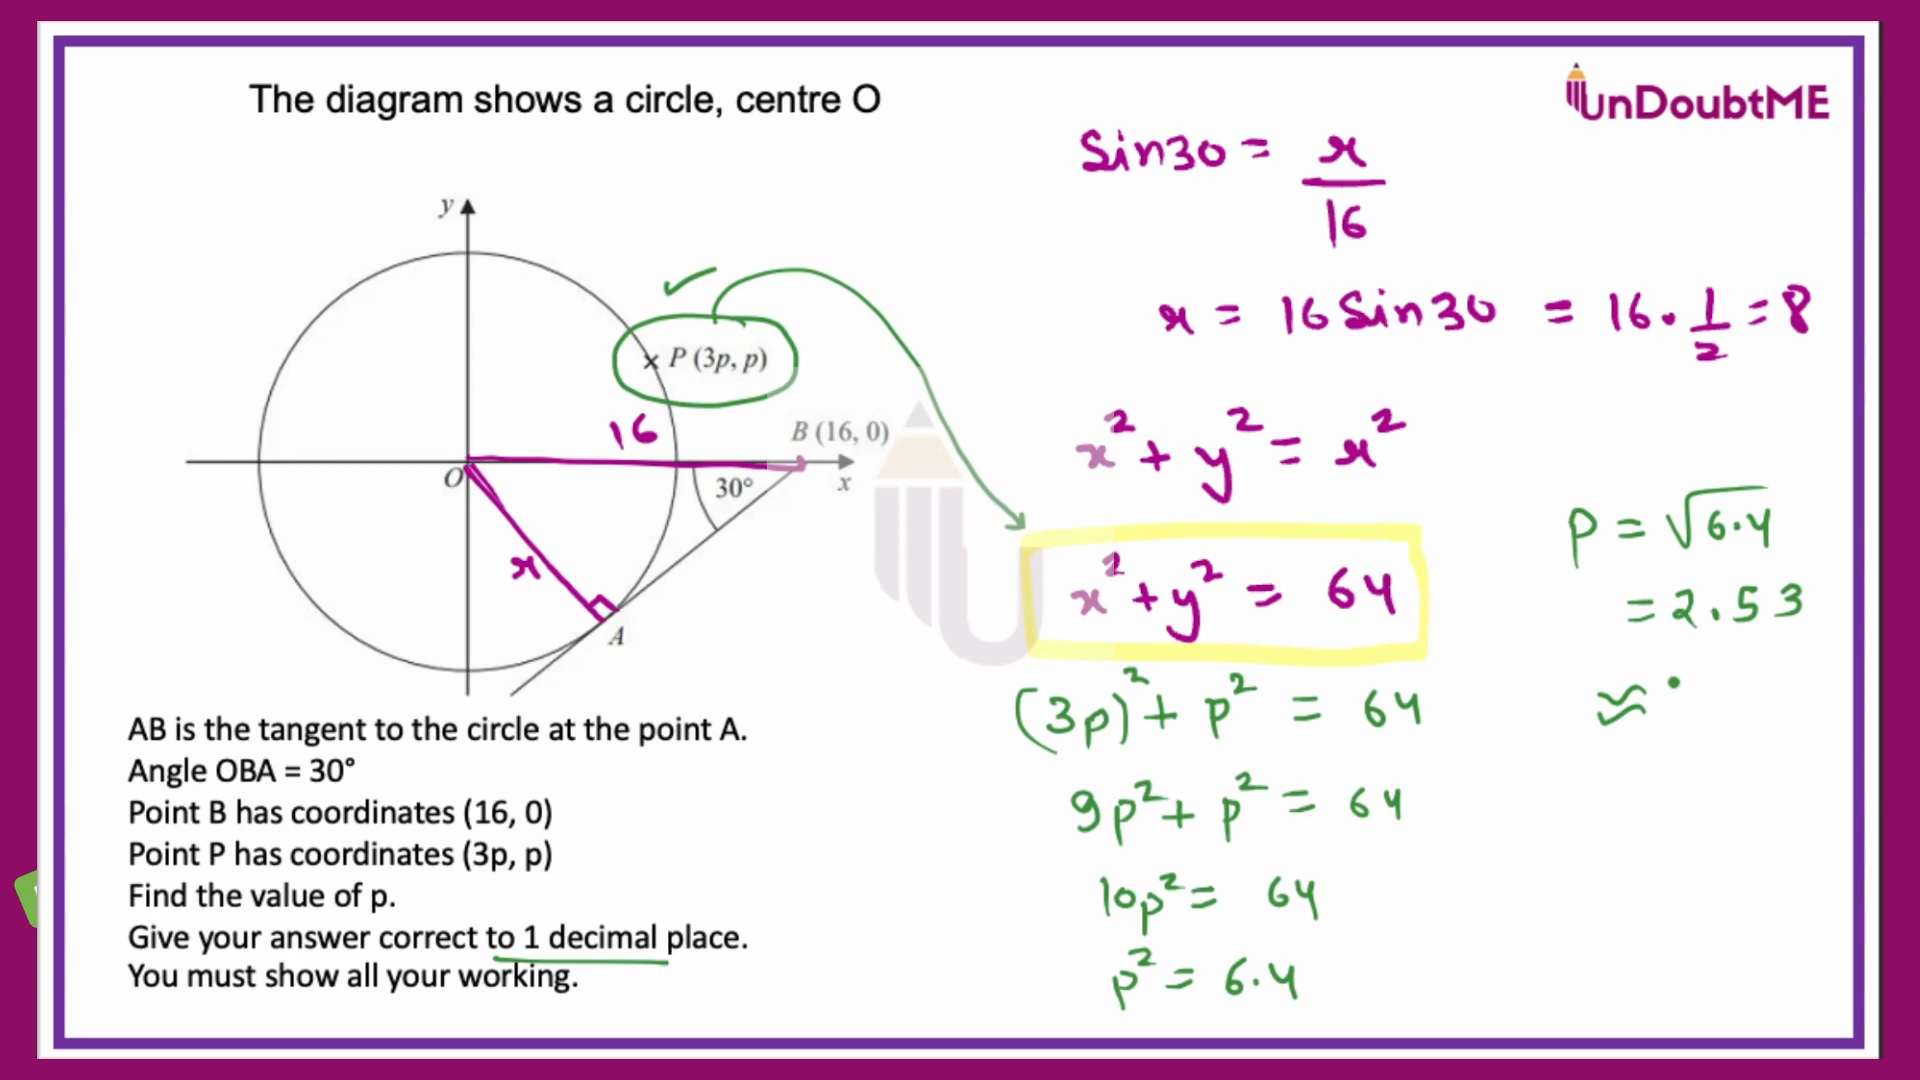 The diagram shows a circle, centre O
UnDoubtME
y
P (3p, p)
16
B (16, 0)
O
30°
x
r
A
AB is the tangent to the circle at the point A.
Angle OBA = 30°
Point B has coordinates (16, 0)
Point P has coordinates (3p, p)
Find the value of p.
Give your answer correct to 1 decimal place.
You must show all your working.
Sin30 = r/16
r = 16 Sin30 = 16 · 1/2 = 8
x² + y² = r²
x² + y² = 64
(3p)² + p² = 64
9p² + p² = 64
10p² = 64
p² = 6.4
P = √6.4
= 2.53
≈